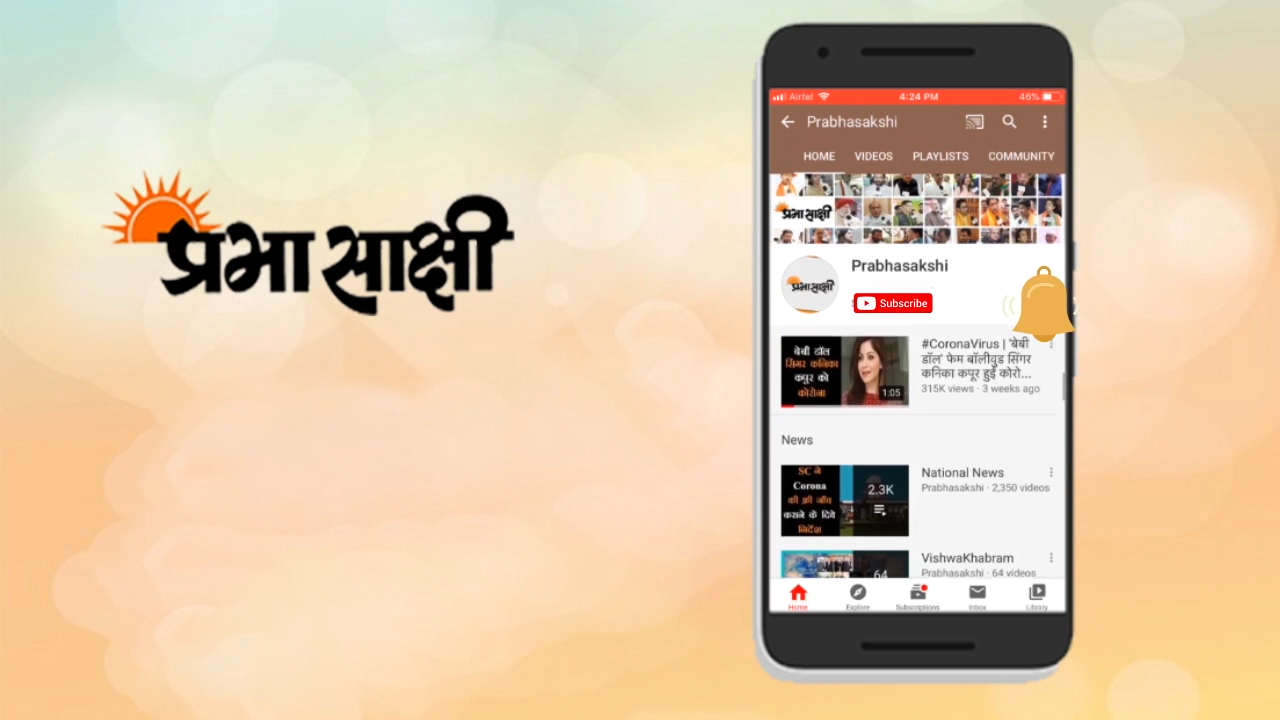 प्रभा साक्षी
Airtel 4:24 PM 46%
Prabhasakshi
HOME VIDEOS PLAYLISTS COMMUNITY
प्रभा साक्षी
प्रभा साक्षी
Prabhasakshi
Subscribe
बेबी डॉल
सिंगर कनिका
कपूर को
कोरोना
1:05
#CoronaVirus | 'बेबी
डॉल' फेम बॉलीवुड सिंगर
कनिका कपूर हुईं कोरो...
315K views · 3 weeks ago
News
SC ने
Corona
की फ्री जाँच
कराने के दिये
निर्देश
2.3K
National News
Prabhasakshi · 2,350 videos
64
VishwaKhabram
Prabhasakshi · 64 videos
Home Explore Subscriptions Inbox Library